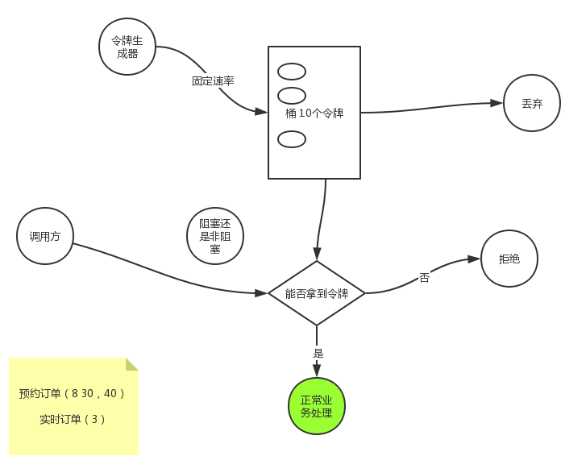 令牌生
成器
固定速率
桶 10个令牌
丢弃
调用方
阻塞还
是非阻
塞
能否拿到令牌
否
拒绝
是
正常业
务处理
预约订单（8 30，40）
实时订单（3）